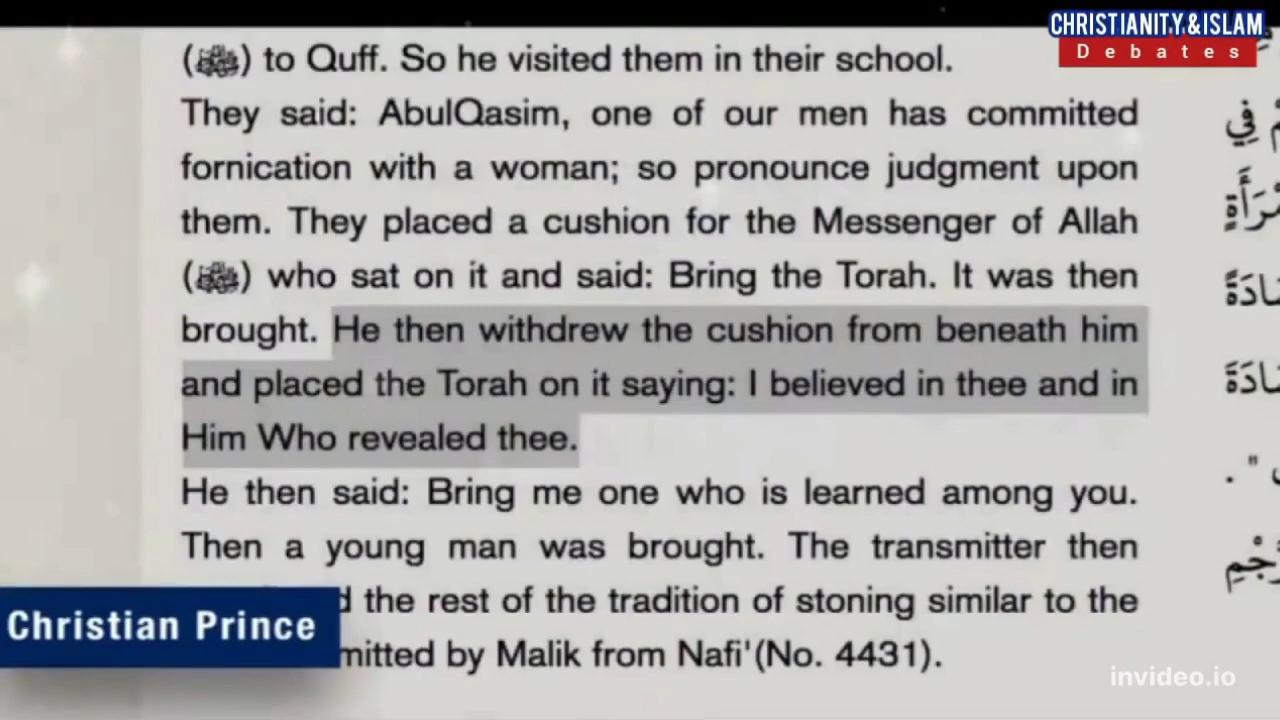 CHRISTIANITY & ISLAM
Debates
(ﷺ) to Quff. So he visited them in their school.
They said: AbulQasim, one of our men has committed
fornication with a woman; so pronounce judgment upon
them. They placed a cushion for the Messenger of Allah
(ﷺ) who sat on it and said: Bring the Torah. It was then
brought. He then withdrew the cushion from beneath him
and placed the Torah on it saying: I believed in thee and in
Him Who revealed thee.
He then said: Bring me one who is learned among you.
Then a young man was brought. The transmitter then
the rest of the tradition of stoning similar to the
by Malik from Nafi'(No. 4431).
Christian Prince
invideo.io